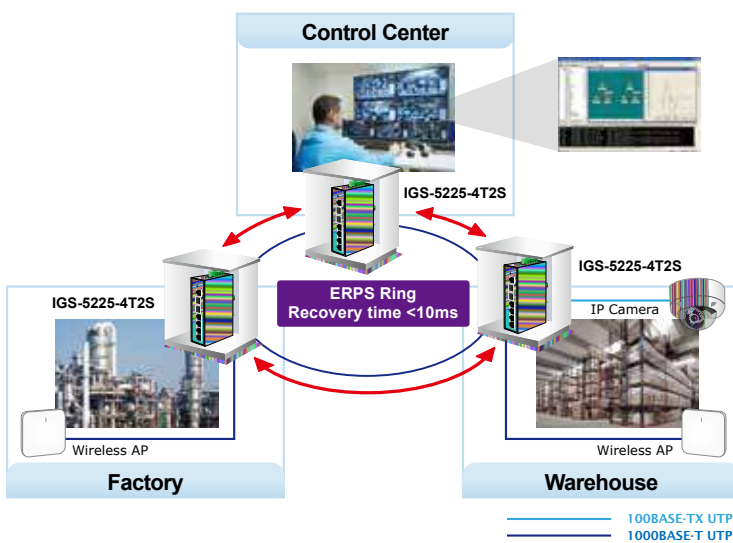 Control Center
IGS-5225-4T2S
IGS-5225-4T2S
IGS-5225-4T2S
ERPS Ring
Recovery time <10ms
IP Camera
Wireless AP
Wireless AP
Factory
Warehouse
100BASE-TX UTP
1000BASE-T UTP